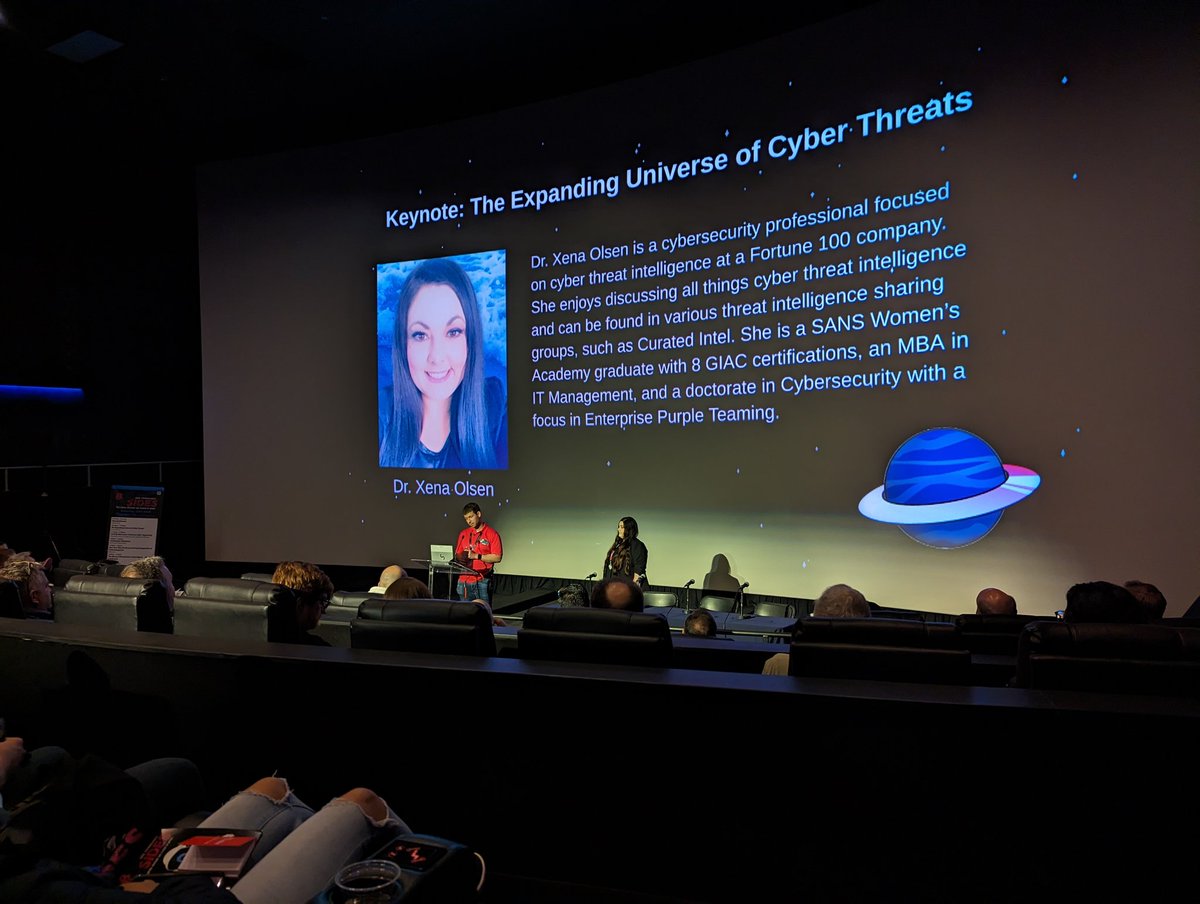 Keynote: The Expanding Universe of Cyber Threats
Dr. Xena Olsen is a cybersecurity professional focused
on cyber threat intelligence at a Fortune 100 company.
She enjoys discussing all things cyber threat intelligence
and can be found in various threat intelligence sharing
groups, such as Curated Intel. She is a SANS Women's
Academy graduate with 8 GIAC certifications, an MBA in
IT Management, and a doctorate in Cybersecurity with a
focus in Enterprise Purple Teaming.
Dr. Xena Olsen
SIDES